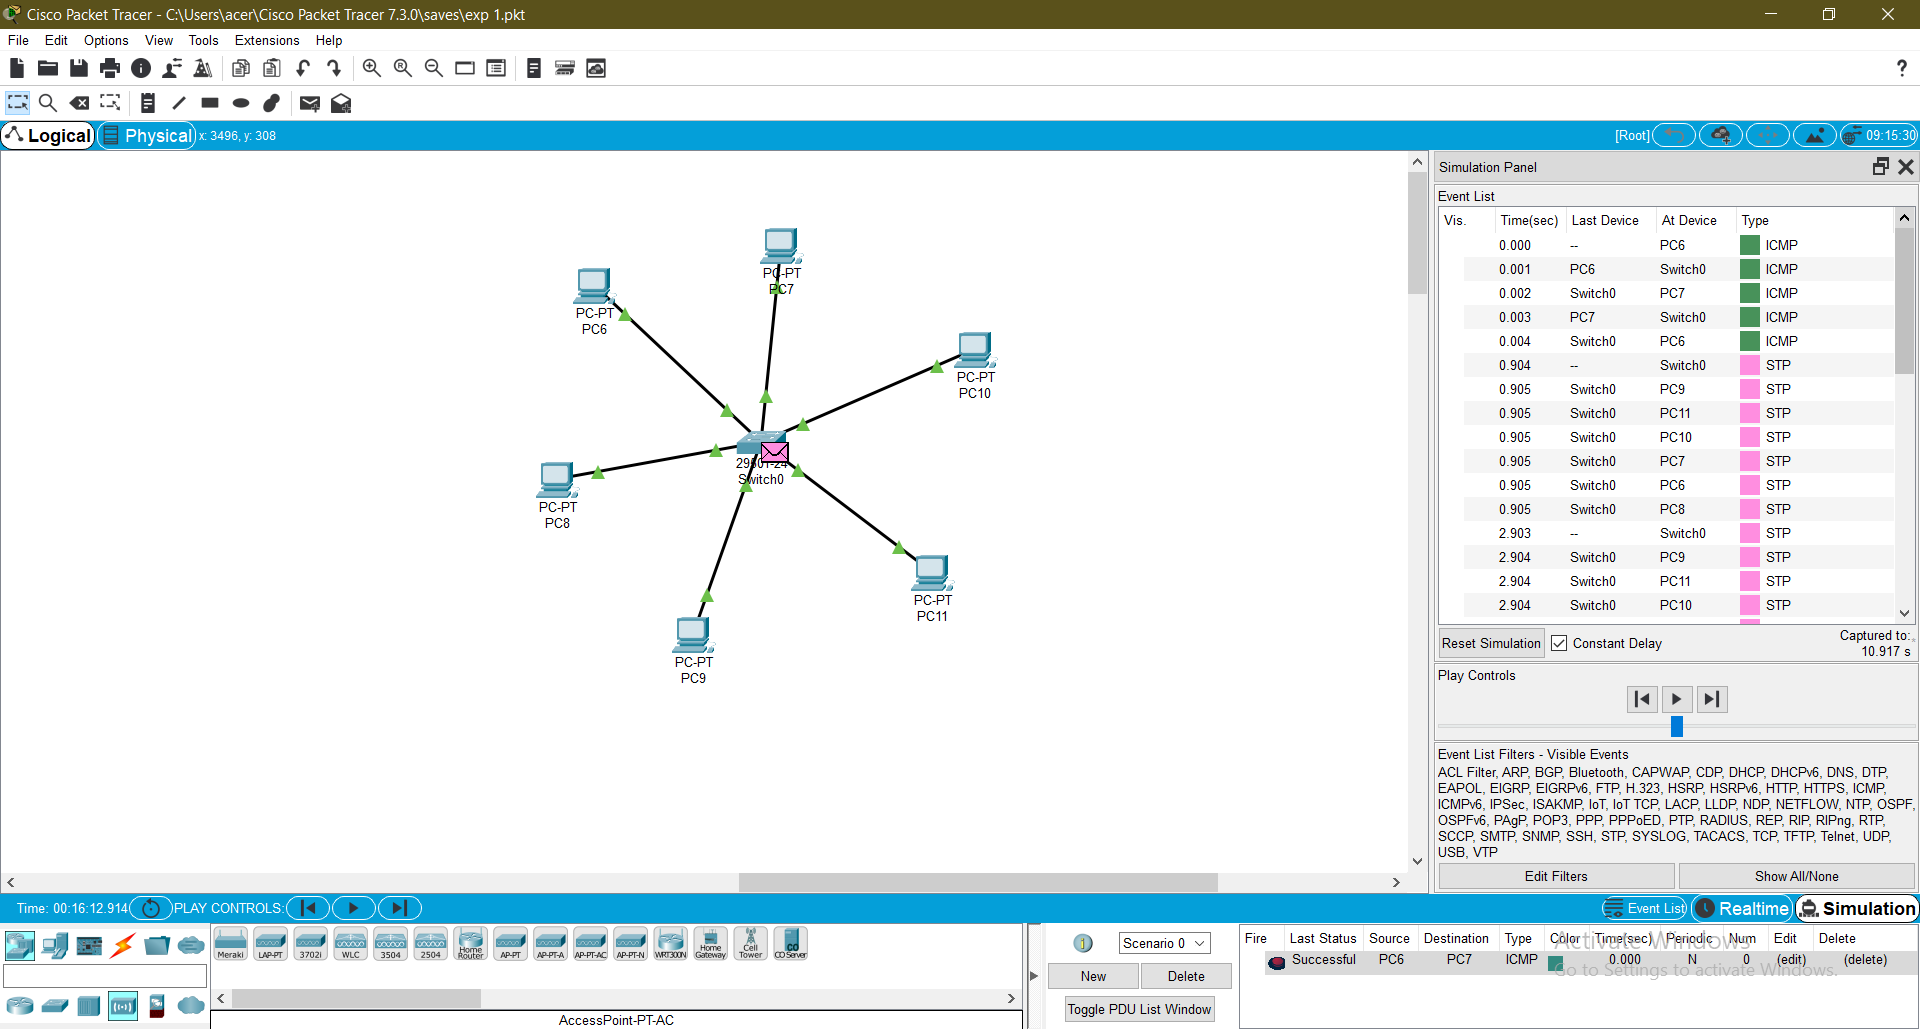 Cisco Packet Tracer - C:\Users\acer\Cisco Packet Tracer 7.3.0\saves\exp 1.pkt
File Edit Options View Tools Extensions Help
?
Logical Physical x: 3496, y: 308 [Root] 09:15:30
Simulation Panel
Event List
Vis. Time(sec) Last Device At Device Type
0.000 -- PC6 ICMP
0.001 PC6 Switch0 ICMP
0.002 Switch0 PC7 ICMP
0.003 PC7 Switch0 ICMP
0.004 Switch0 PC6 ICMP
0.904 -- Switch0 STP
0.905 Switch0 PC9 STP
0.905 Switch0 PC11 STP
0.905 Switch0 PC10 STP
0.905 Switch0 PC7 STP
0.905 Switch0 PC6 STP
0.905 Switch0 PC8 STP
2.903 -- Switch0 STP
2.904 Switch0 PC9 STP
2.904 Switch0 PC11 STP
2.904 Switch0 PC10 STP
Reset Simulation Constant Delay Captured to:
10.917 s
Play Controls
Event List Filters - Visible Events
ACL Filter, ARP, BGP, Bluetooth, CAPWAP, CDP, DHCP, DHCPv6, DNS, DTP,
EAPOL, EIGRP, EIGRPv6, FTP, H.323, HSRP, HSRPv6, HTTP, HTTPS, ICMP,
ICMPv6, IPSec, ISAKMP, IoT, IoT TCP, LACP, LLDP, NDP, NETFLOW, NTP, OSPF,
OSPFv6, PAgP, POP3, PPP, PPPoED, PTP, RADIUS, REP, RIP, RIPng, RTP,
SCCP, SMTP, SNMP, SSH, STP, SYSLOG, TACACS, TCP, TFTP, Telnet, UDP,
USB, VTP
Edit Filters Show All/None
PC-PT
PC7
PC-PT
PC6
PC-PT
PC10
Switch0
PC-PT
PC8
PC-PT
PC11
PC-PT
PC9
Time: 00:16:12.914 PLAY CONTROLS: Event List Realtime Simulation
Meraki LAP-PT 3702i WLC 3504 2504 Home Router AP-PT AP-PT-A AP-PT-AC AP-PT-N WRT300N Home Gateway Cell Tower CO Server
AccessPoint-PT-AC
1 Scenario 0
New Delete
Toggle PDU List Window
Fire Last Status Source Destination Type Color Time(sec) Periodic Num Edit Delete
Successful PC6 PC7 ICMP 0.000 N 0 (edit) (delete)
Activate Windows
Go to Settings to activate Windows.